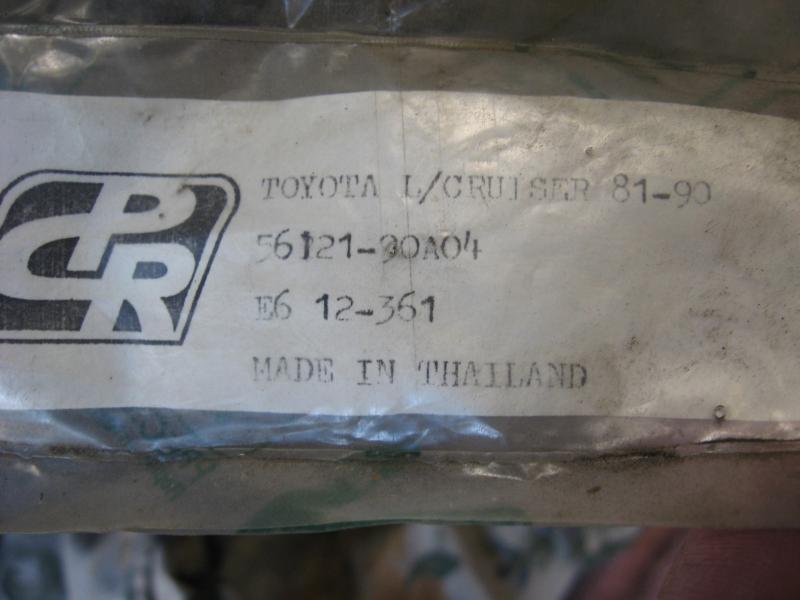 CPR
TOYOTA L/CRUISER 81-90
56121-90A04
E6 12-361
MADE IN THAILAND